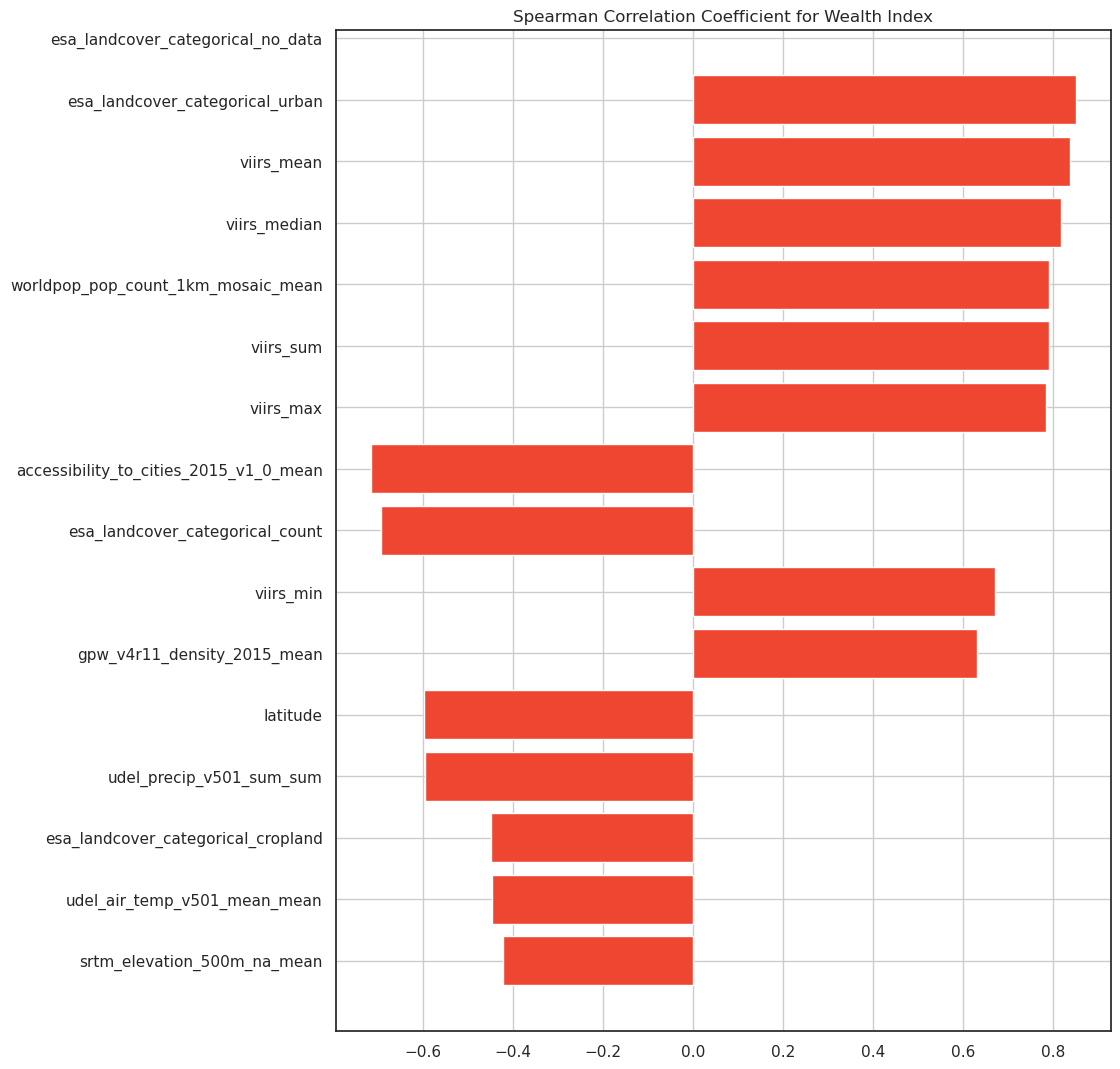 Spearman Correlation Coefficient for Wealth Index
esa_landcover_categorical_no_data
esa_landcover_categorical_urban
viirs_mean
viirs_median
worldpop_pop_count_1km_mosaic_mean
viirs_sum
viirs_max
accessibility_to_cities_2015_v1_0_mean
esa_landcover_categorical_count
viirs_min
gpw_v4r11_density_2015_mean
latitude
udel_precip_v501_sum_sum
esa_landcover_categorical_cropland
udel_air_temp_v501_mean_mean
srtm_elevation_500m_na_mean
−0.6 −0.4 −0.2 0.0 0.2 0.4 0.6 0.8